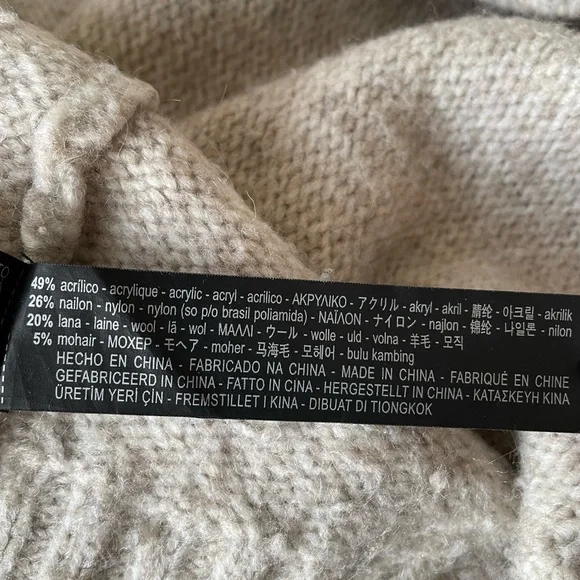 49% acrílico - acrylique - acrylic - acryl - acrilico - ΑΚΡΥΛΙΚΟ - アクリル - akryl - akril - 腈纶 - 아크릴 - akrilik
26% nailon - nylon - nylon (so p/o brasil poliamida) - ΝΑΪΛΟΝ - ナイロン - najlon - 锦纶 - 나일론 - nilon
20% lana - laine - wool - lã - wol - ΜΑΛΛΙ - ウール - wolle - uld - volna - 羊毛 - 모직
5% mohair - ΜΟΧΕΡ - モヘア - moher - 马海毛 - 모헤어 - bulu kambing
HECHO EN CHINA - FABRICADO NA CHINA - MADE IN CHINA - FABRIQUÉ EN CHINE
GEFABRICEERD IN CHINA - FATTO IN CINA - HERGESTELLT IN CHINA - ΚΑΤΑΣΚΕΥΗ ΚΙΝΑ
ÜRETİM YERİ ÇİN - FREMSTILLET I KINA - DIBUAT DI TIONGKOK